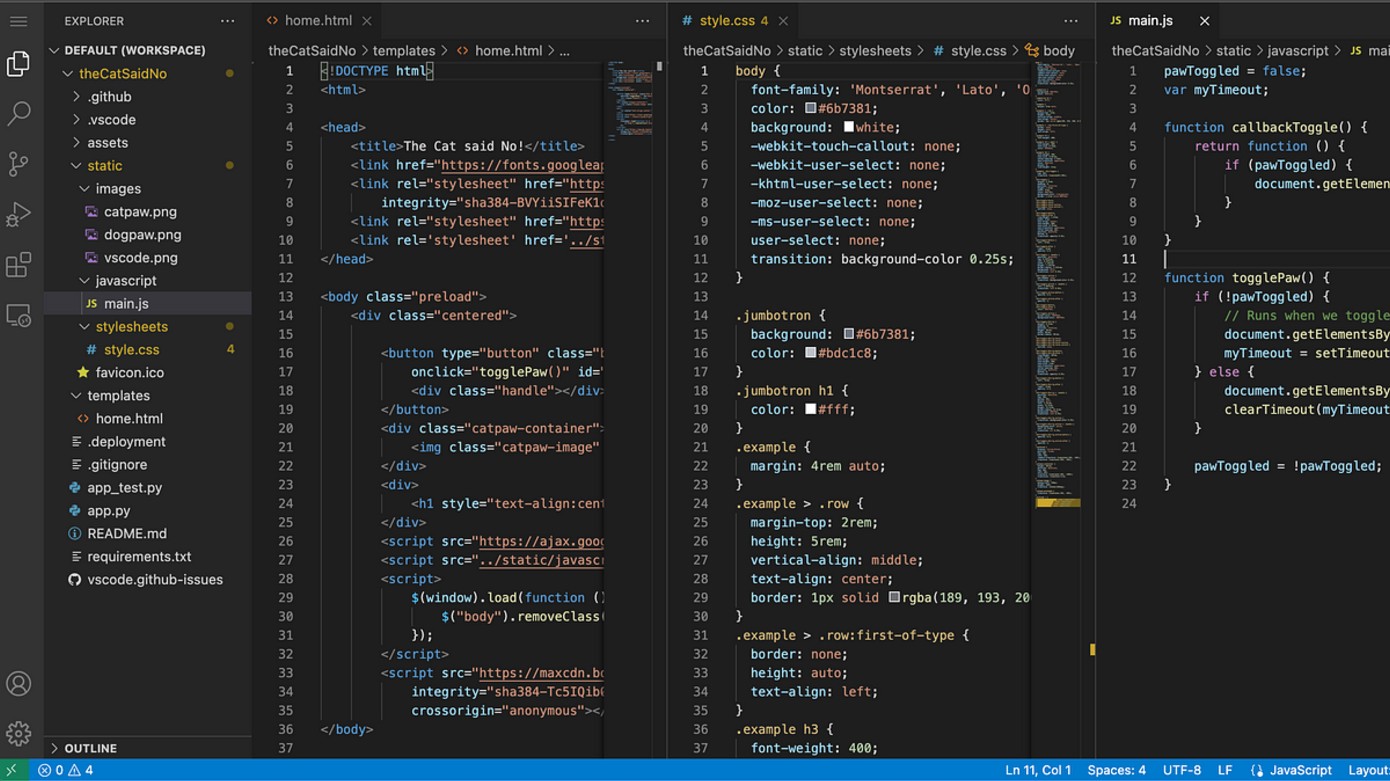 EXPLORER
DEFAULT (WORKSPACE)
theCatSaidNo
.github
.vscode
assets
static
images
catpaw.png
dogpaw.png
vscode.png
javascript
JS main.js
stylesheets
# style.css 4
favicon.ico
templates
<> home.html
.deployment
.gitignore
app_test.py
app.py
README.md
requirements.txt
vscode.github-issues
OUTLINE
<> home.html
theCatSaidNo > templates > <> home.html > ...
1 <!DOCTYPE html>
2 <html>
3
4 <head>
5 <title>The Cat said No!</title>
6 <link href="https://fonts.googleap
7 <link rel="stylesheet" href="https
8 integrity="sha384-BVYiiSIFeK1
9 <link rel="stylesheet" href="https
10 <link rel='stylesheet' href='../st
11 </head>
12
13 <body class="preload">
14 <div class="centered">
15
16 <button type="button" class="b
17 onclick="togglePaw()" id="
18 <div class="handle"></div>
19 </button>
20 <div class="catpaw-container">
21 <img class="catpaw-image"
22 </div>
23 <div>
24 <h1 style="text-align:cent
25 </div>
26 <script src="https://ajax.goog
27 <script src="../static/javascr
28 <script>
29 $(window).load(function ()
30 $("body").removeClass(
31 });
32 </script>
33 <script src="https://maxcdn.bo
34 integrity="sha384-Tc5IQib
35 crossorigin="anonymous"></
36 </body>
37
# style.css 4
theCatSaidNo > static > stylesheets > # style.css > body
1 body {
2 font-family: 'Montserrat', 'Lato', 'O
3 color: #6b7381;
4 background: white;
5 -webkit-touch-callout: none;
6 -webkit-user-select: none;
7 -khtml-user-select: none;
8 -moz-user-select: none;
9 -ms-user-select: none;
10 user-select: none;
11 transition: background-color 0.25s;
12 }
13
14 .jumbotron {
15 background: #6b7381;
16 color: #bdc1c8;
17 }
18 .jumbotron h1 {
19 color: #fff;
20 }
21 .example {
22 margin: 4rem auto;
23 }
24 .example > .row {
25 margin-top: 2rem;
26 height: 5rem;
27 vertical-align: middle;
28 text-align: center;
29 border: 1px solid rgba(189, 193, 20
30 }
31 .example > .row:first-of-type {
32 border: none;
33 height: auto;
34 text-align: left;
35 }
36 .example h3 {
37 font-weight: 400;
JS main.js
theCatSaidNo > static > javascript > JS mai
1 pawToggled = false;
2 var myTimeout;
3
4 function callbackToggle() {
5 return function () {
6 if (pawToggled) {
7 document.getElemen
8 }
9 }
10 }
11
12 function togglePaw() {
13 if (!pawToggled) {
14 // Runs when we toggle
15 document.getElementsBy
16 myTimeout = setTimeout
17 } else {
18 document.getElementsBy
19 clearTimeout(myTimeout
20 }
21
22 pawToggled = !pawToggled;
23 }
24
0 4
Ln 11, Col 1 Spaces: 4 UTF-8 LF JavaScript Layout: